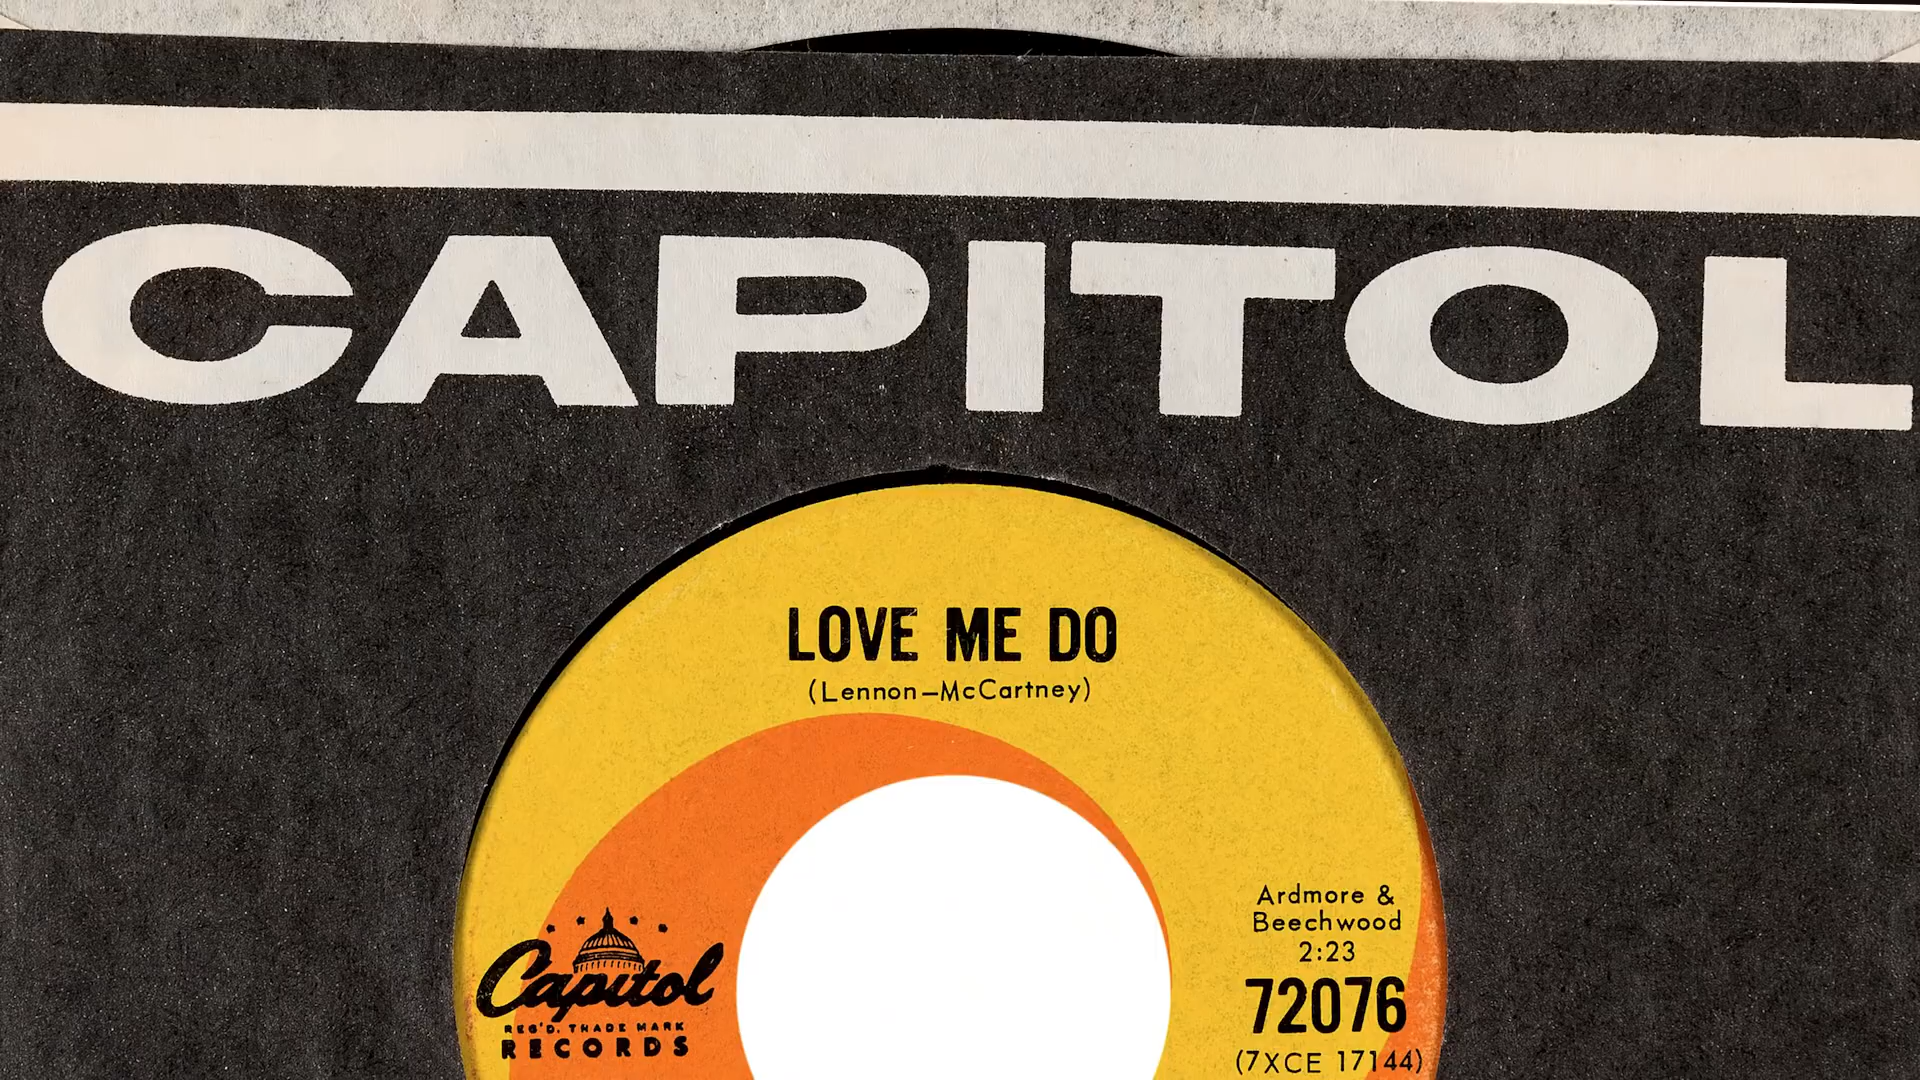 CAPITOL
LOVE ME DO
(Lennon–McCartney)
Ardmore &
Beechwood
2:23
72076
(7XCE 17144)
Capitol
REG'D. TRADE MARK
RECORDS